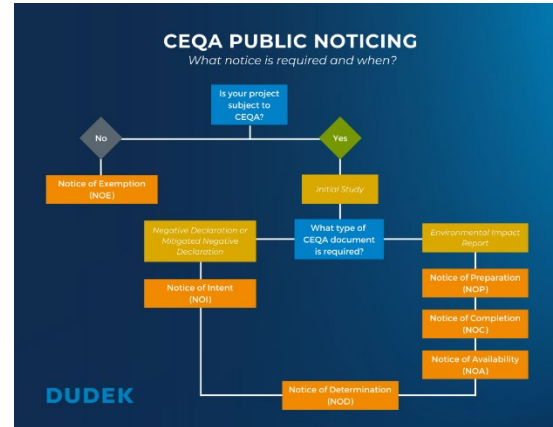 CEQA PUBLIC NOTICING
What notice is required and when?
Is your project
subject to
CEQA?
No
Yes
Notice of Exemption
(NOE)
Initial Study
Negative Declaration or
Mitigated Negative
Declaration
What type of
CEQA document
is required?
Environmental Impact
Report
Notice of Intent
(NOI)
Notice of Preparation
(NOP)
Notice of Completion
(NOC)
Notice of Availability
(NOA)
Notice of Determination
(NOD)
DUDEK